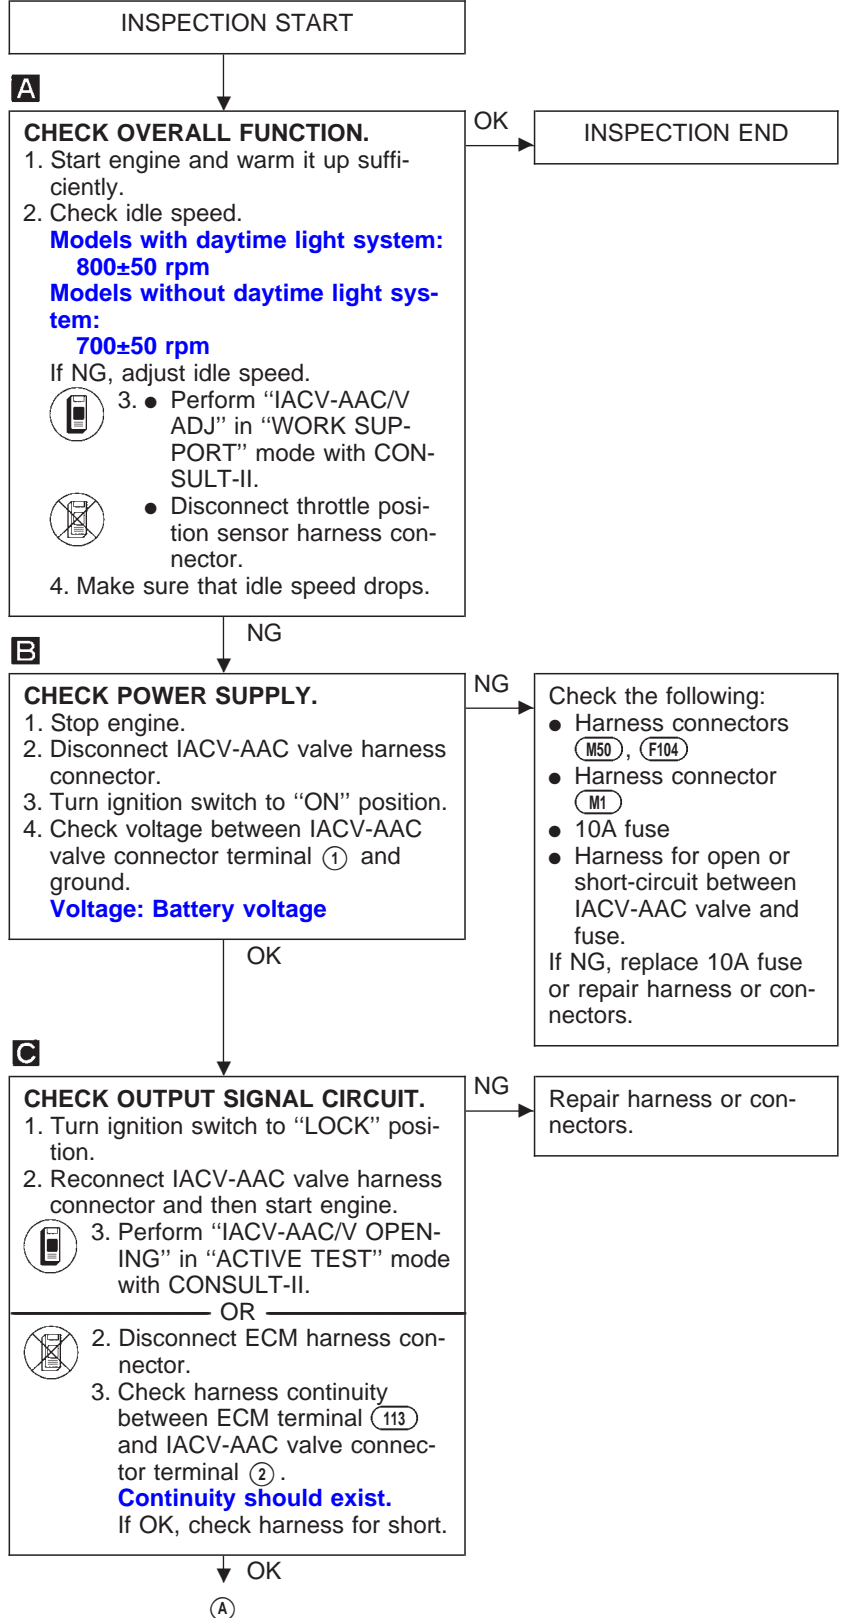 INSPECTION START
A
CHECK OVERALL FUNCTION.
1. Start engine and warm it up suffi-
ciently.
2. Check idle speed.
Models with daytime light system:
800±50 rpm
Models without daytime light sys-
tem:
700±50 rpm
If NG, adjust idle speed.
3. ● Perform ‘‘IACV-AAC/V
ADJ’’ in ‘‘WORK SUP-
PORT’’ mode with CON-
SULT-II.
● Disconnect throttle posi-
tion sensor harness con-
nector.
4. Make sure that idle speed drops.
OK
INSPECTION END
NG
B
CHECK POWER SUPPLY.
1. Stop engine.
2. Disconnect IACV-AAC valve harness
connector.
3. Turn ignition switch to ‘‘ON’’ position.
4. Check voltage between IACV-AAC
valve connector terminal 1 and
ground.
Voltage: Battery voltage
NG
Check the following:
● Harness connectors
M50, F104
● Harness connector
M1
● 10A fuse
● Harness for open or
short-circuit between
IACV-AAC valve and
fuse.
If NG, replace 10A fuse
or repair harness or con-
nectors.
OK
C
CHECK OUTPUT SIGNAL CIRCUIT.
1. Turn ignition switch to ‘‘LOCK’’ posi-
tion.
2. Reconnect IACV-AAC valve harness
connector and then start engine.
3. Perform ‘‘IACV-AAC/V OPEN-
ING’’ in ‘‘ACTIVE TEST’’ mode
with CONSULT-II.
OR
2. Disconnect ECM harness con-
nector.
3. Check harness continuity
between ECM terminal 113
and IACV-AAC valve connec-
tor terminal 2.
Continuity should exist.
If OK, check harness for short.
NG
Repair harness or con-
nectors.
OK
A